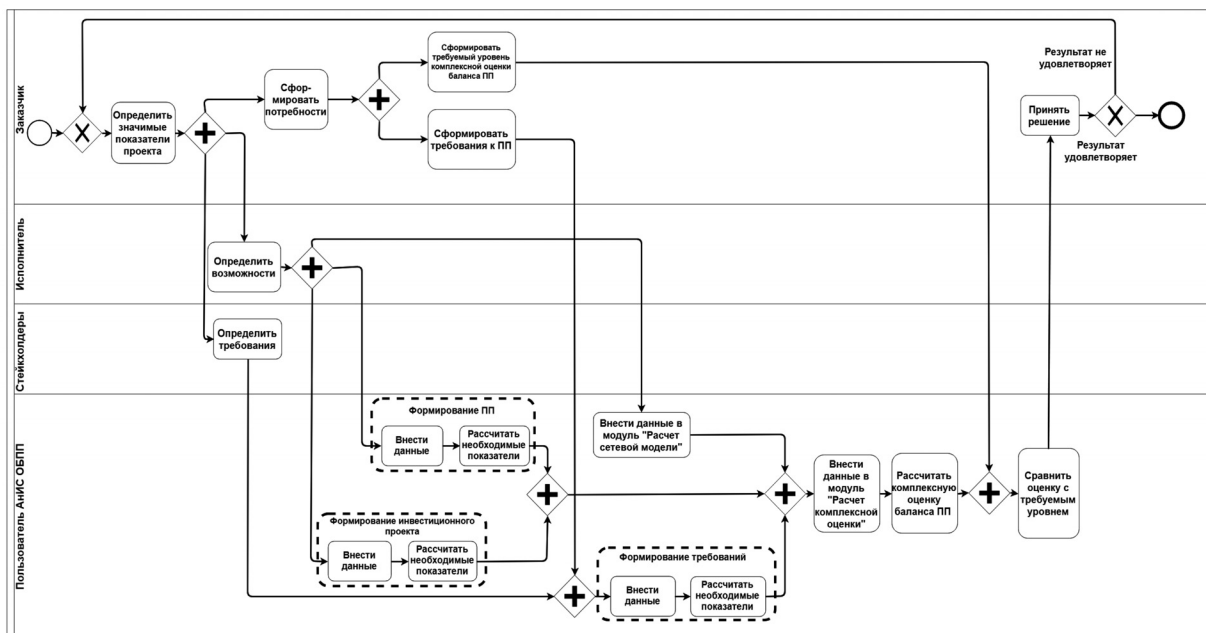 Заказчик
Определить
значимые
показатели
проекта
Сфор-
мировать
потребности
Сформировать
требуемый уровень
комплексной оценки
баланса ПП
Сформировать
требования к ПП
Результат не
удовлетворяет
Принять
решение
Результат
удовлетворяет
Исполнитель
Определить
возможности
Стейкхолдеры
Определить
требования
Пользователь АнИС ОБПП
Формирование ПП
Внести
данные
Рассчитать
необходимые
показатели
Внести данные в
модуль "Расчет
сетевой модели"
Формирование инвестиционного
проекта
Внести
данные
Рассчитать
необходимые
показатели
Формирование требований
Внести
данные
Рассчитать
необходимые
показатели
Внести
данные в
модуль
"Расчет
комплексной
оценки"
Рассчитать
комплексную
оценку
баланса ПП
Сравнить
оценку с
требуемым
уровнем